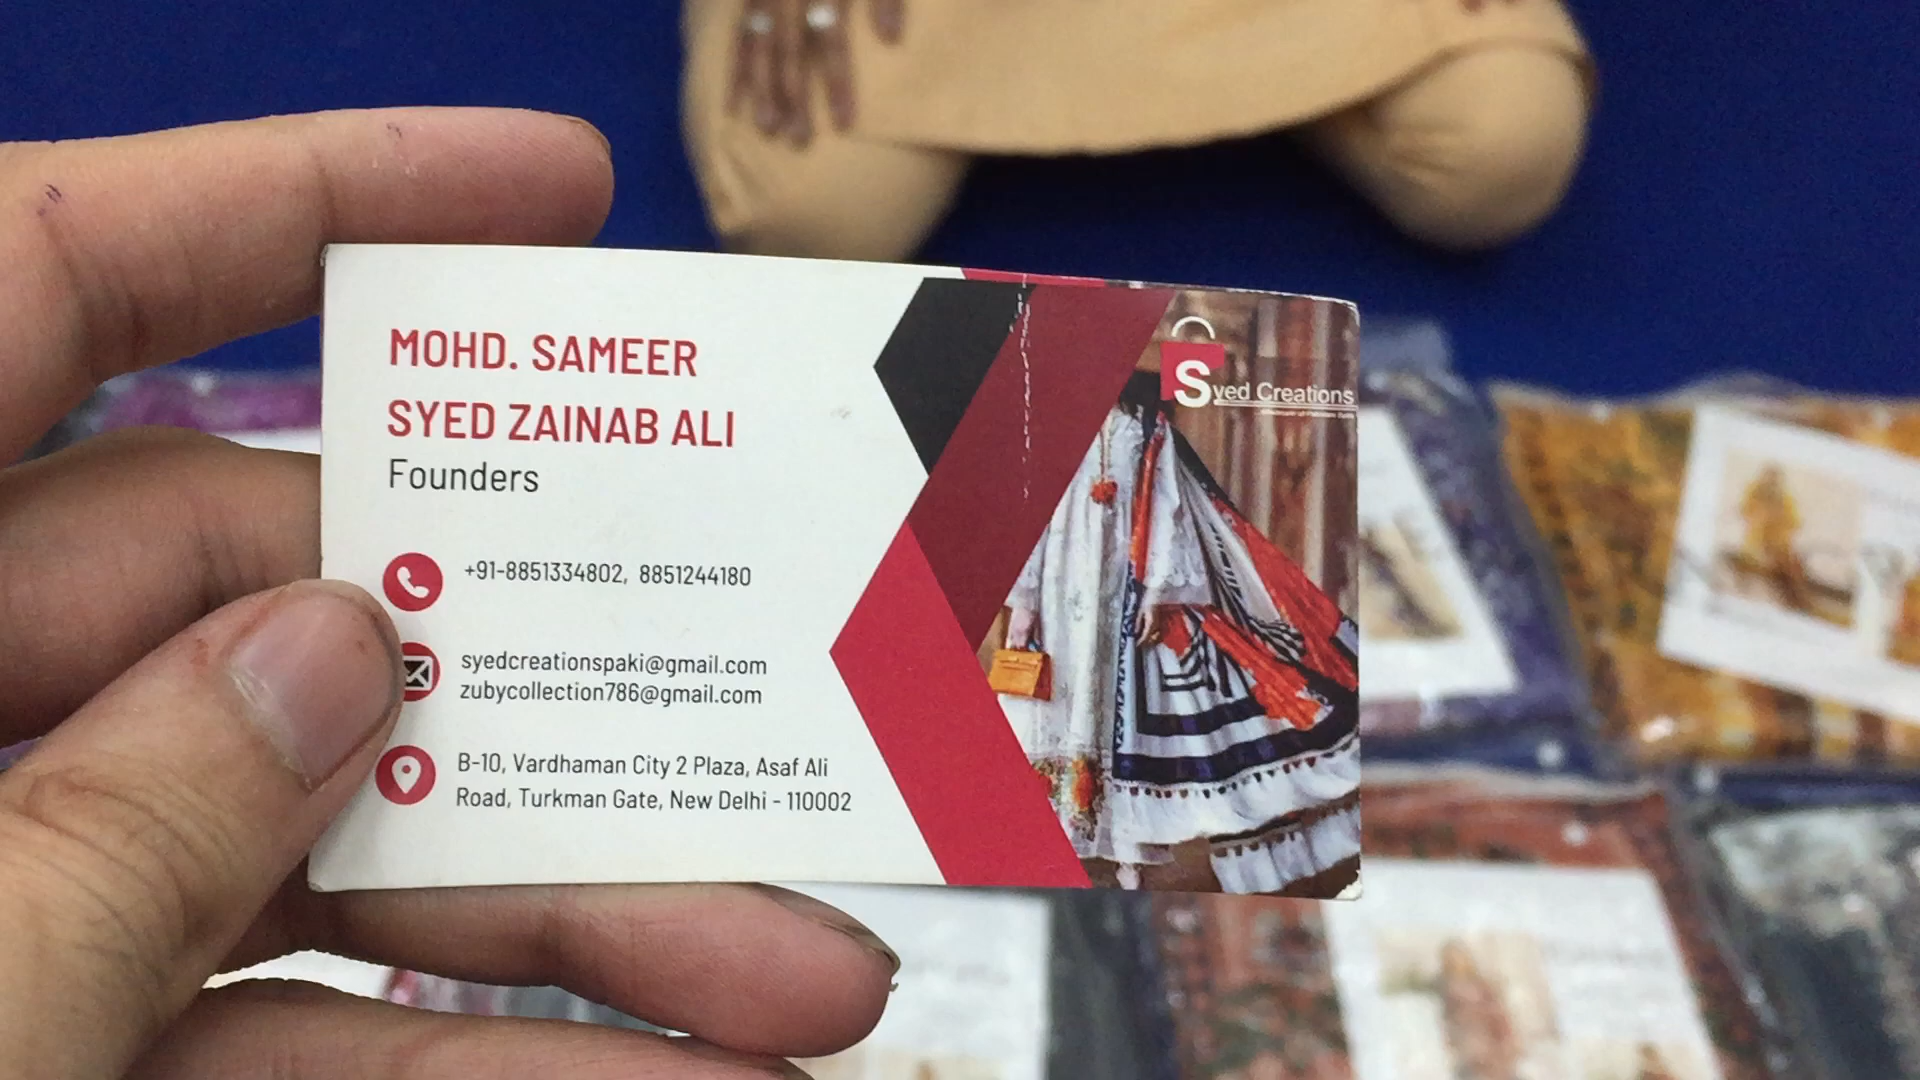 MOHD. SAMEER
SYED ZAINAB ALI
Founders
+91-8851334802, 8851244180
syedcreationspaki@gmail.com
zubycollection786@gmail.com
B-10, Vardhaman City 2 Plaza, Asaf Ali
Road, Turkman Gate, New Delhi - 110002
Syed Creations